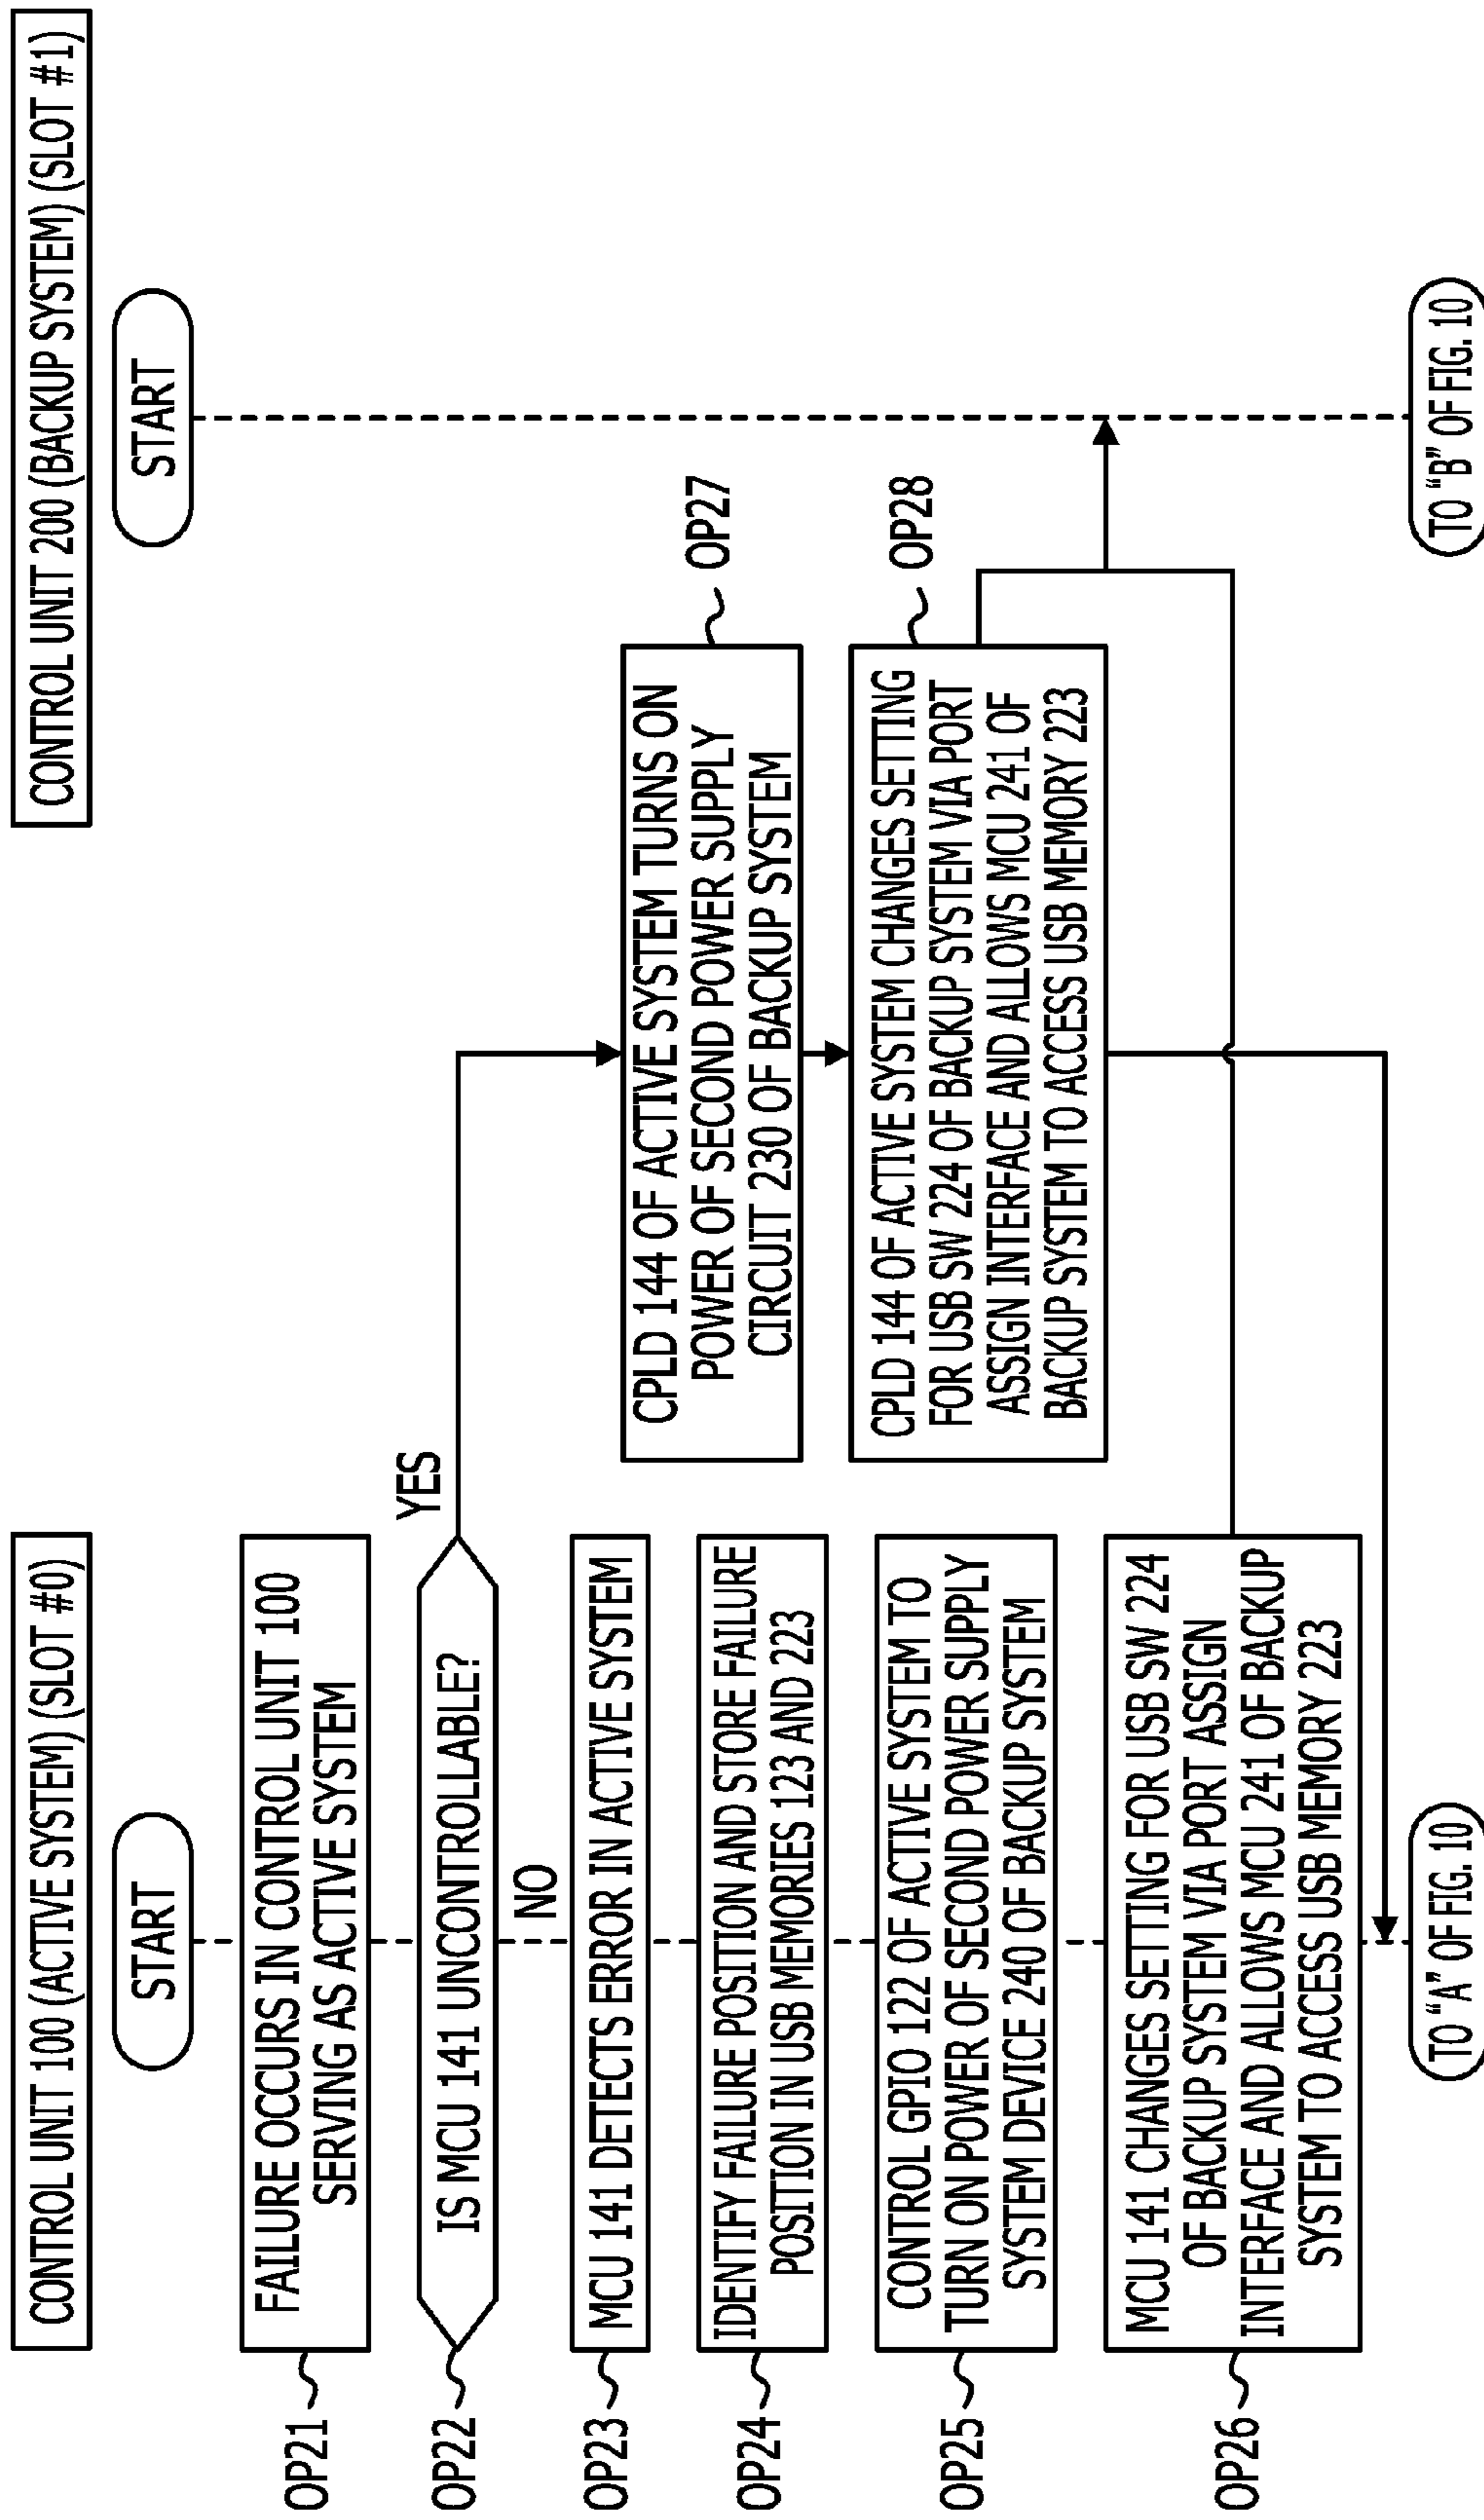 CONTROL UNIT 100 (ACTIVE SYSTEM) (SLOT #0)
CONTROL UNIT 200 (BACKUP SYSTEM) (SLOT #1)
START
START
OP21
FAILURE OCCURS IN CONTROL UNIT 100
SERVING AS ACTIVE SYSTEM
OP22
IS MCU 141 UNCONTROLLABLE?
YES
NO
OP23
MCU 141 DETECTS ERROR IN ACTIVE SYSTEM
OP24
IDENTIFY FAILURE POSITION AND STORE FAILURE
POSITION IN USB MEMORIES 123 AND 223
OP25
CONTROL GPIO 122 OF ACTIVE SYSTEM TO
TURN ON POWER OF SECOND POWER SUPPLY
SYSTEM DEVICE 240 OF BACKUP SYSTEM
OP26
MCU 141 CHANGES SETTING FOR USB SW 224
OF BACKUP SYSTEM VIA PORT ASSIGN
INTERFACE AND ALLOWS MCU 241 OF BACKUP
SYSTEM TO ACCESS USB MEMORY 223
CPLD 144 OF ACTIVE SYSTEM TURNS ON
POWER OF SECOND POWER SUPPLY
CIRCUIT 230 OF BACKUP SYSTEM
OP27
CPLD 144 OF ACTIVE SYSTEM CHANGES SETTING
FOR USB SW 224 OF BACKUP SYSTEM VIA PORT
ASSIGN INTERFACE AND ALLOWS MCU 241 OF
BACKUP SYSTEM TO ACCESS USB MEMORY 223
OP28
TO “A” OF FIG. 10
TO “B” OF FIG. 10